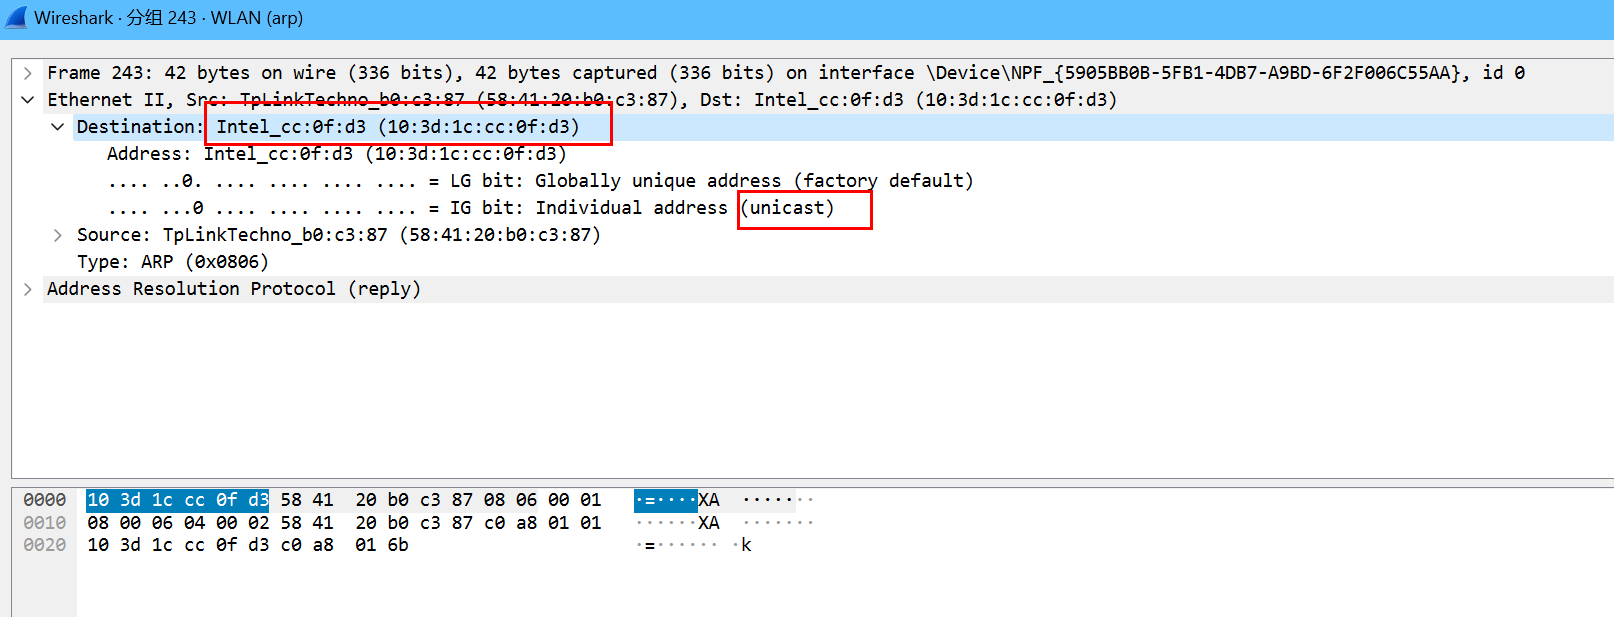 Wireshark · 分组 243 · WLAN (arp)
Frame 243: 42 bytes on wire (336 bits), 42 bytes captured (336 bits) on interface \Device\NPF_{5905BB0B-5FB1-4DB7-A9BD-6F2F006C55AA}, id 0
Ethernet II, Src: TpLinkTechno_b0:c3:87 (58:41:20:b0:c3:87), Dst: Intel_cc:0f:d3 (10:3d:1c:cc:0f:d3)
Destination: Intel_cc:0f:d3 (10:3d:1c:cc:0f:d3)
Address: Intel_cc:0f:d3 (10:3d:1c:cc:0f:d3)
.... ..0. .... .... .... .... = LG bit: Globally unique address (factory default)
.... ...0 .... .... .... .... = IG bit: Individual address (unicast)
Source: TpLinkTechno_b0:c3:87 (58:41:20:b0:c3:87)
Type: ARP (0x0806)
Address Resolution Protocol (reply)
0000 10 3d 1c cc 0f d3 58 41 20 b0 c3 87 08 06 00 01 ·=····XA ·······
0010 08 00 06 04 00 02 58 41 20 b0 c3 87 c0 a8 01 01 ······XA ·······
0020 10 3d 1c cc 0f d3 c0 a8 01 6b ·=······ ·k